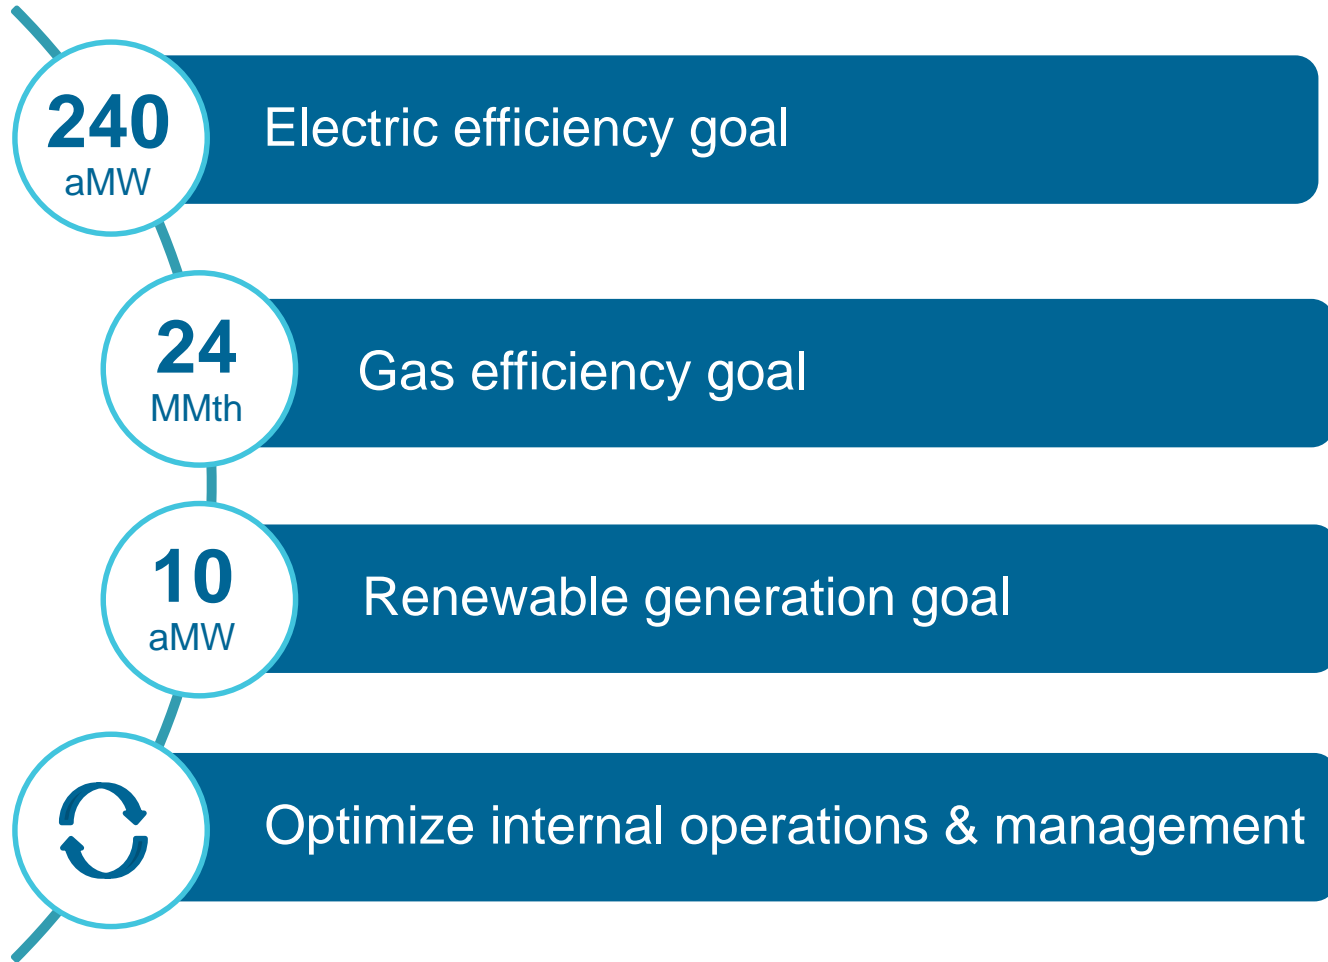 240
aMW
Electric efficiency goal
24
MMth
Gas efficiency goal
10
aMW
Renewable generation goal
Optimize internal operations & management